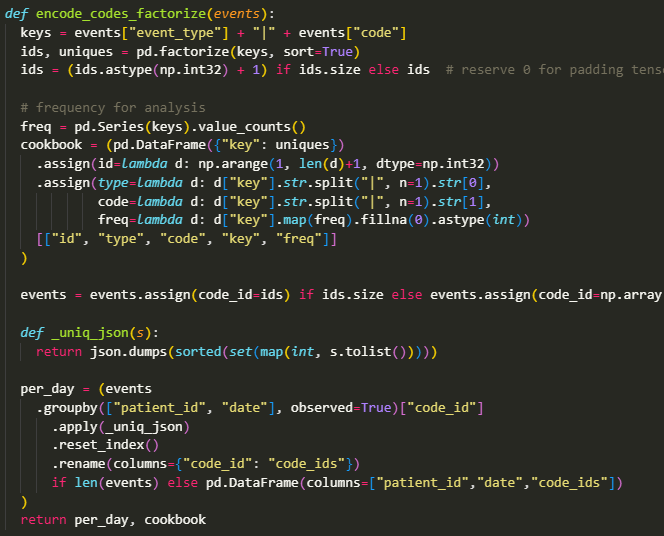 def encode_codes_factorize(events):
  keys = events["event_type"] + "|" + events["code"]
  ids, uniques = pd.factorize(keys, sort=True)
  ids = (ids.astype(np.int32) + 1) if ids.size else ids  # reserve 0 for padding tens

  # frequency for analysis
  freq = pd.Series(keys).value_counts()
  cookbook = (pd.DataFrame({"key": uniques})
    .assign(id=lambda d: np.arange(1, len(d)+1, dtype=np.int32))
    .assign(type=lambda d: d["key"].str.split("|", n=1).str[0],
            code=lambda d: d["key"].str.split("|", n=1).str[1],
            freq=lambda d: d["key"].map(freq).fillna(0).astype(int))
    [["id", "type", "code", "key", "freq"]]
  )

  events = events.assign(code_id=ids) if ids.size else events.assign(code_id=np.array

  def _uniq_json(s):
    return json.dumps(sorted(set(map(int, s.tolist()))))

  per_day = (events
    .groupby(["patient_id", "date"], observed=True)["code_id"]
      .apply(_uniq_json)
      .reset_index()
      .rename(columns={"code_id": "code_ids"})
      if len(events) else pd.DataFrame(columns=["patient_id","date","code_ids"])
  )
  return per_day, cookbook